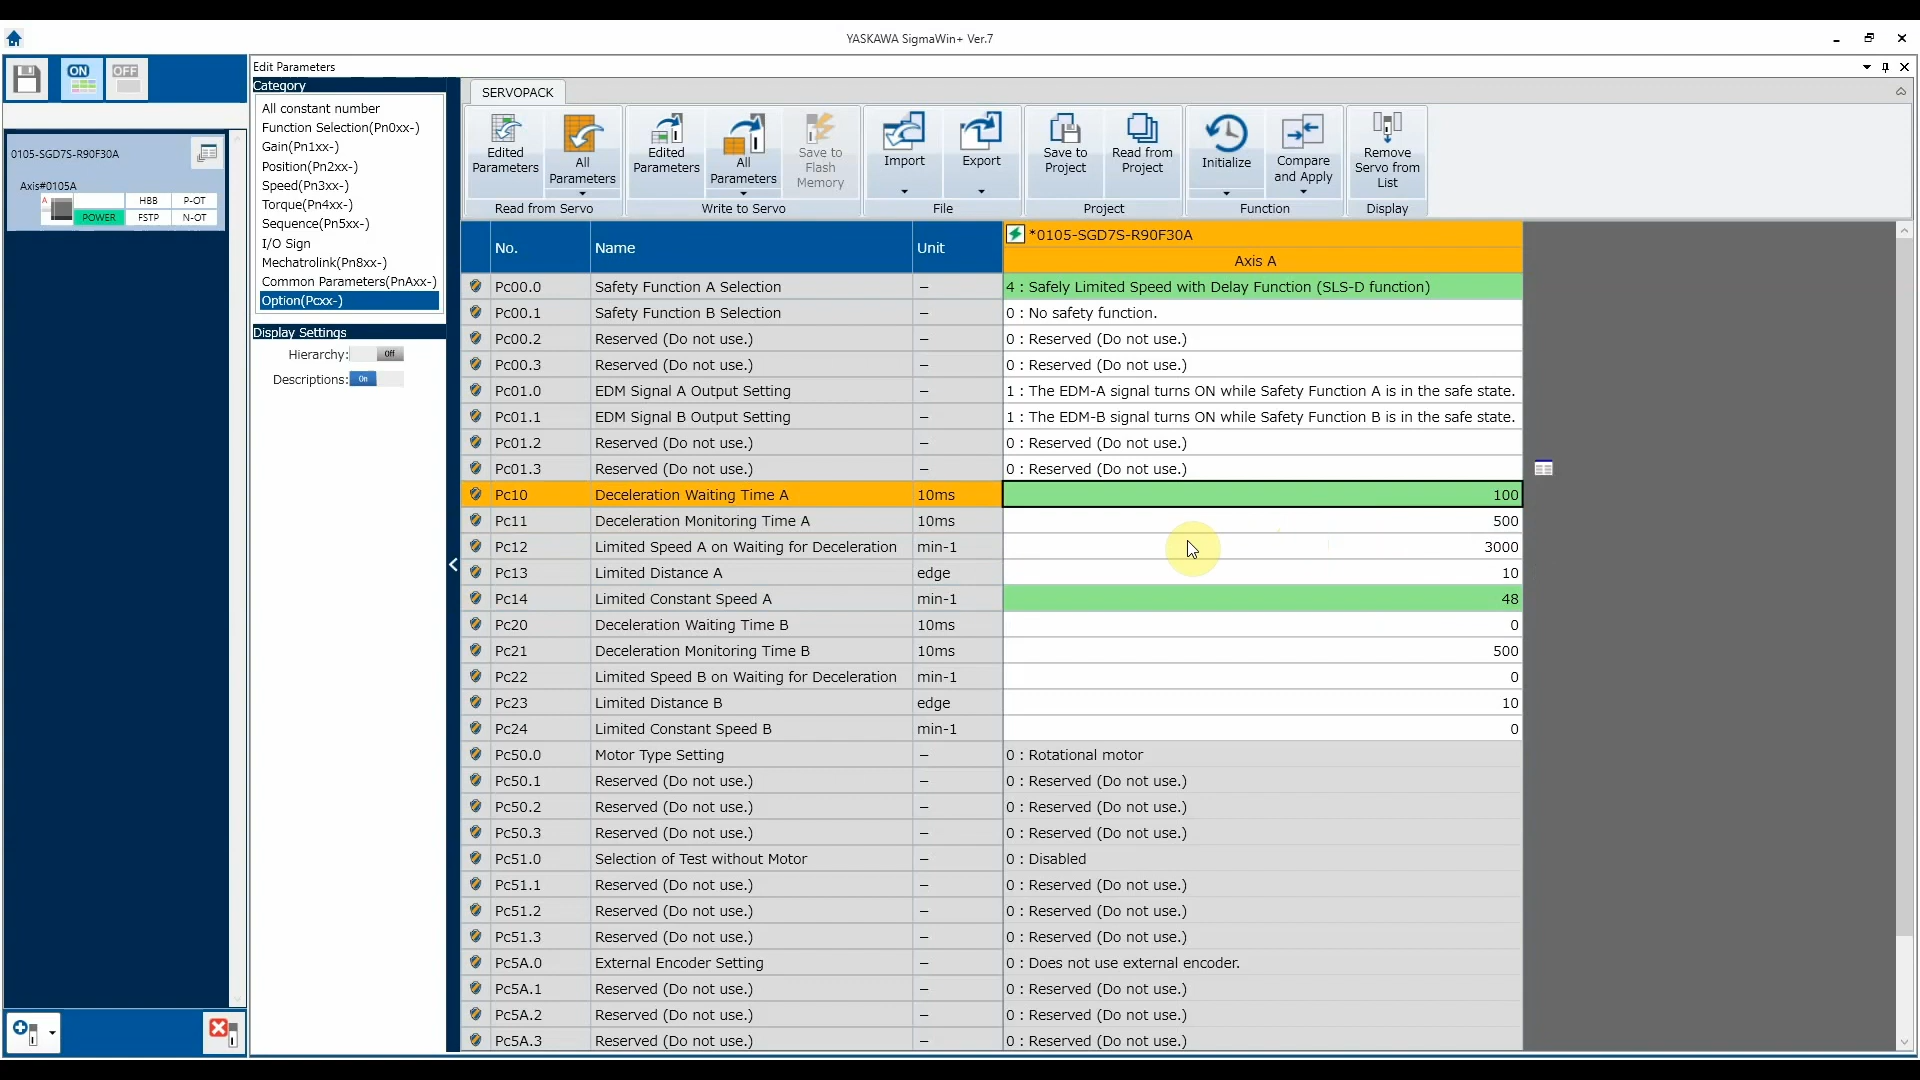 YASKAWA SigmaWin+ Ver.7
ON
OFF
0105-SGD7S-R90F30A
Axis#0105A
A
HBB
P-OT
POWER
FSTP
N-OT
Edit Parameters
Category
All constant number
Function Selection(Pn0xx-)
Gain(Pn1xx-)
Position(Pn2xx-)
Speed(Pn3xx-)
Torque(Pn4xx-)
Sequence(Pn5xx-)
I/O Sign
Mechatrolink(Pn8xx-)
Common Parameters(PnAxx-)
Option(Pcxx-)
Display Settings
Hierarchy: Off
Descriptions: On
SERVOPACK
Edited Parameters
All Parameters
Read from Servo
Edited Parameters
All Parameters
Save to Flash Memory
Write to Servo
Import
Export
File
Save to Project
Read from Project
Project
Initialize
Compare and Apply
Function
Remove Servo from List
Display
No. Name Unit *0105-SGD7S-R90F30A
Axis A
Pc00.0 Safety Function A Selection – 4 : Safely Limited Speed with Delay Function (SLS-D function)
Pc00.1 Safety Function B Selection – 0 : No safety function.
Pc00.2 Reserved (Do not use.) – 0 : Reserved (Do not use.)
Pc00.3 Reserved (Do not use.) – 0 : Reserved (Do not use.)
Pc01.0 EDM Signal A Output Setting – 1 : The EDM-A signal turns ON while Safety Function A is in the safe state.
Pc01.1 EDM Signal B Output Setting – 1 : The EDM-B signal turns ON while Safety Function B is in the safe state.
Pc01.2 Reserved (Do not use.) – 0 : Reserved (Do not use.)
Pc01.3 Reserved (Do not use.) – 0 : Reserved (Do not use.)
Pc10 Deceleration Waiting Time A 10ms 100
Pc11 Deceleration Monitoring Time A 10ms 500
Pc12 Limited Speed A on Waiting for Deceleration min-1 3000
Pc13 Limited Distance A edge 10
Pc14 Limited Constant Speed A min-1 48
Pc20 Deceleration Waiting Time B 10ms 0
Pc21 Deceleration Monitoring Time B 10ms 500
Pc22 Limited Speed B on Waiting for Deceleration min-1 0
Pc23 Limited Distance B edge 10
Pc24 Limited Constant Speed B min-1 0
Pc50.0 Motor Type Setting – 0 : Rotational motor
Pc50.1 Reserved (Do not use.) – 0 : Reserved (Do not use.)
Pc50.2 Reserved (Do not use.) – 0 : Reserved (Do not use.)
Pc50.3 Reserved (Do not use.) – 0 : Reserved (Do not use.)
Pc51.0 Selection of Test without Motor – 0 : Disabled
Pc51.1 Reserved (Do not use.) – 0 : Reserved (Do not use.)
Pc51.2 Reserved (Do not use.) – 0 : Reserved (Do not use.)
Pc51.3 Reserved (Do not use.) – 0 : Reserved (Do not use.)
Pc5A.0 External Encoder Setting – 0 : Does not use external encoder.
Pc5A.1 Reserved (Do not use.) – 0 : Reserved (Do not use.)
Pc5A.2 Reserved (Do not use.) – 0 : Reserved (Do not use.)
Pc5A.3 Reserved (Do not use.) – 0 : Reserved (Do not use.)